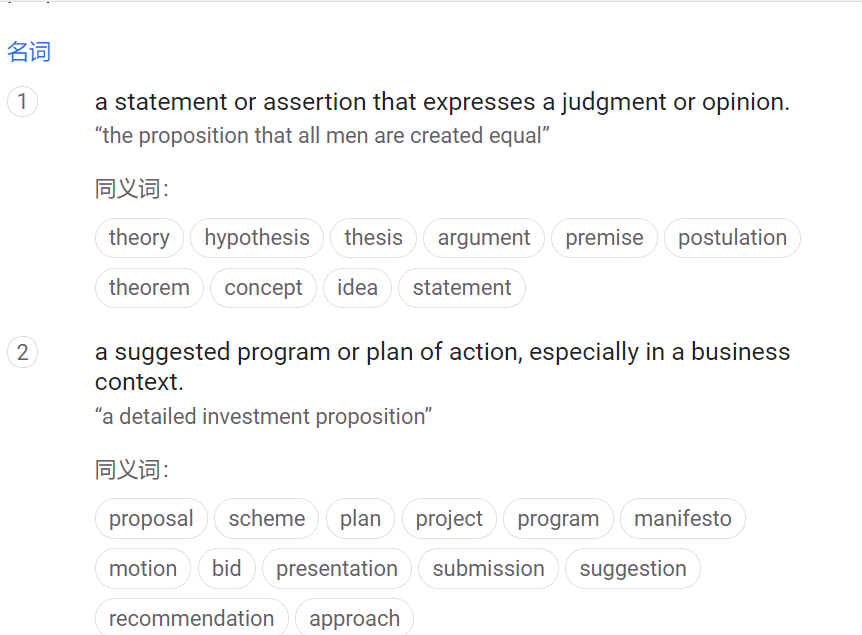 名词
1
a statement or assertion that expresses a judgment or opinion.
“the proposition that all men are created equal”
同义词：
theory hypothesis thesis argument premise postulation
theorem concept idea statement
2
a suggested program or plan of action, especially in a business
context.
“a detailed investment proposition”
同义词：
proposal scheme plan project program manifesto
motion bid presentation submission suggestion
recommendation approach